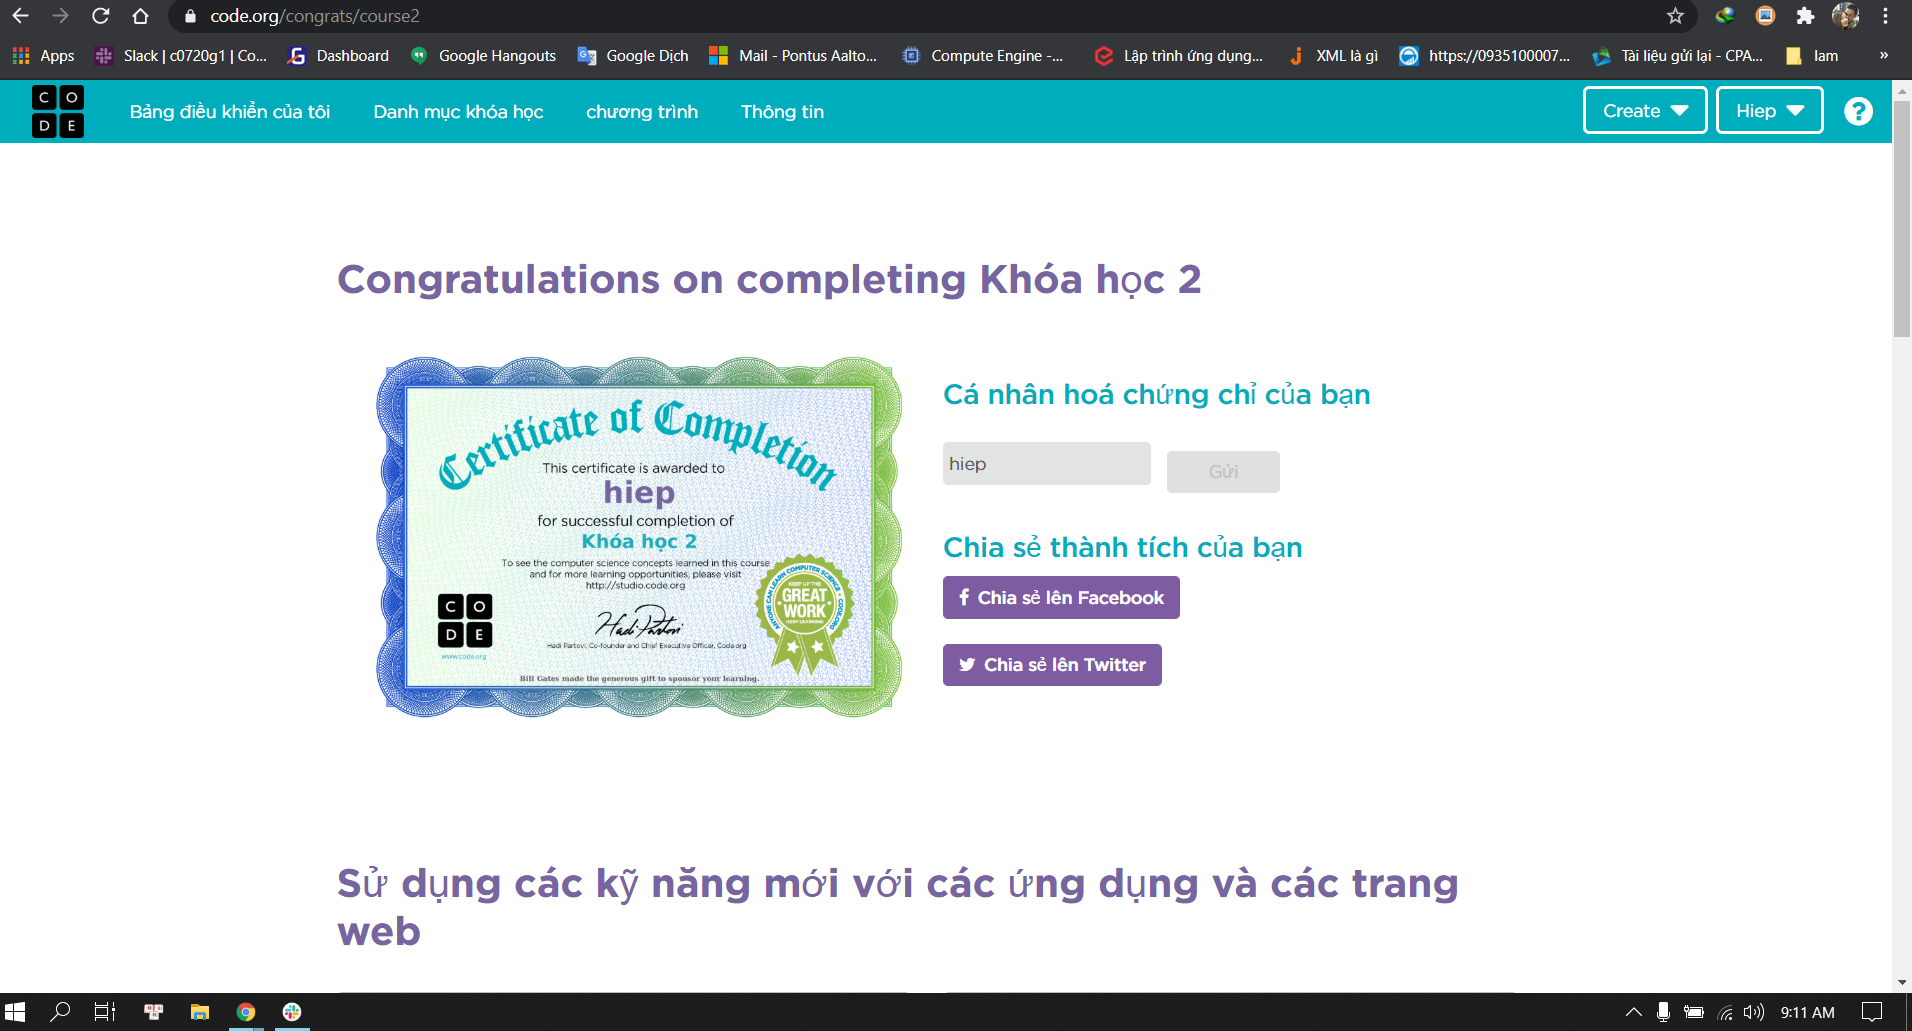 code.org/congrats/course2
Apps
Slack | c0720g1 | Co...
Dashboard
Google Hangouts
Google Dịch
Mail - Pontus Aalto...
Compute Engine -...
Lập trình ứng dụng...
XML là gì
https://0935100007...
Tài liệu gửi lại - CPA...
lam
»
C O
D E
Bảng điều khiển của tôi
Danh mục khóa học
chương trình
Thông tin
Create
Hiep
?
Congratulations on completing Khóa học 2
Certificate of Completion
This certificate is awarded to
hiep
for successful completion of
Khóa học 2
To see the computer science concepts learned in this course
and for more learning opportunities, please visit
http://studio.code.org
C O
D E
www.code.org
Hadi Partovi
Hadi Partovi, Co-founder and Chief Executive Officer, Code.org
ANYONE CAN LEARN COMPUTER SCIENCE
CODE.ORG
KEEP UP THE
GREAT
WORK
KEEP LEARNING
Bill Gates made the generous gift to sponsor your learning.
Cá nhân hoá chứng chỉ của bạn
hiep
Gửi
Chia sẻ thành tích của bạn
Chia sẻ lên Facebook
Chia sẻ lên Twitter
Sử dụng các kỹ năng mới với các ứng dụng và các trang
web
9:11 AM